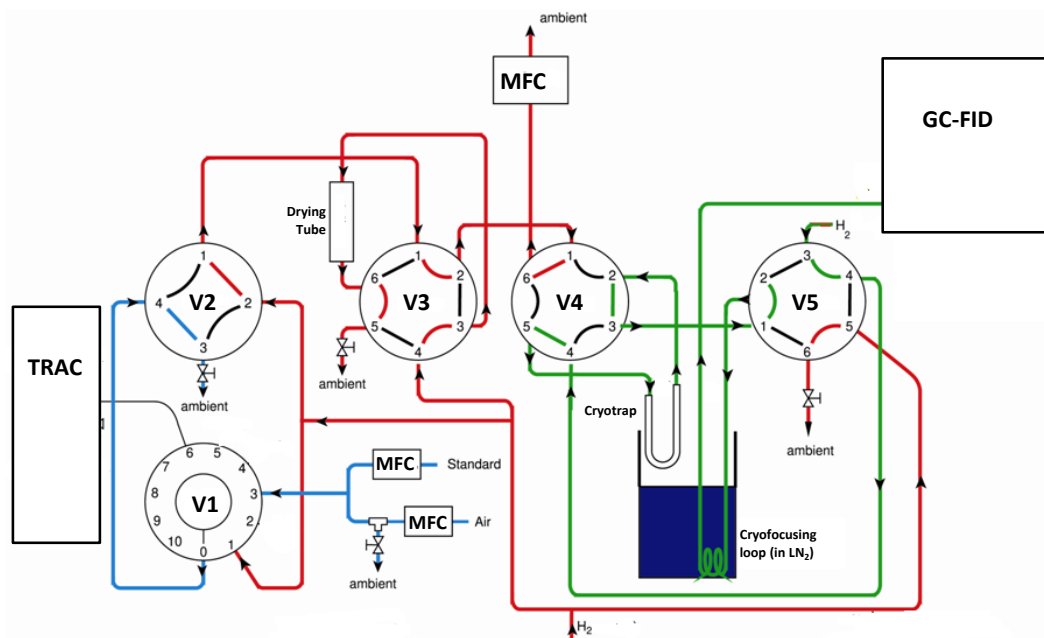 ambient
MFC
GC-FID
Drying
Tube
H₂
1
2
3
4
V2
1
2
3
4
5
6
V3
1
2
3
4
5
6
V4
3
4
5
6
1
2
V5
ambient
ambient
ambient
TRAC
Cryotrap
6
5
4
3
2
1
0
10
9
8
7
V1
MFC
Standard
MFC
Air
ambient
Cryofocusing
loop (in LN₂)
H₂